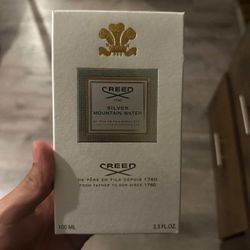 CREED
1760
SILVER
MOUNTAIN WATER
CREED
DE PÈRE EN FILS DEPUIS 1760
FROM FATHER TO SON SINCE 1760
100 ML 3.3 FL.OZ.